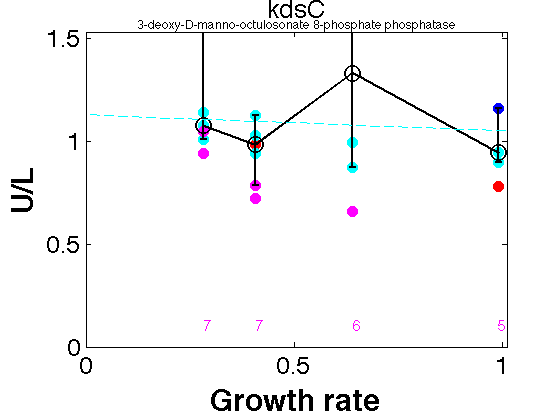 kdsC
3-deoxy-D-manno-octulosonate 8-phosphate phosphatase
1.5
1
0.5
0
U/L
7 7 6 5
0 0.5 1
Growth rate